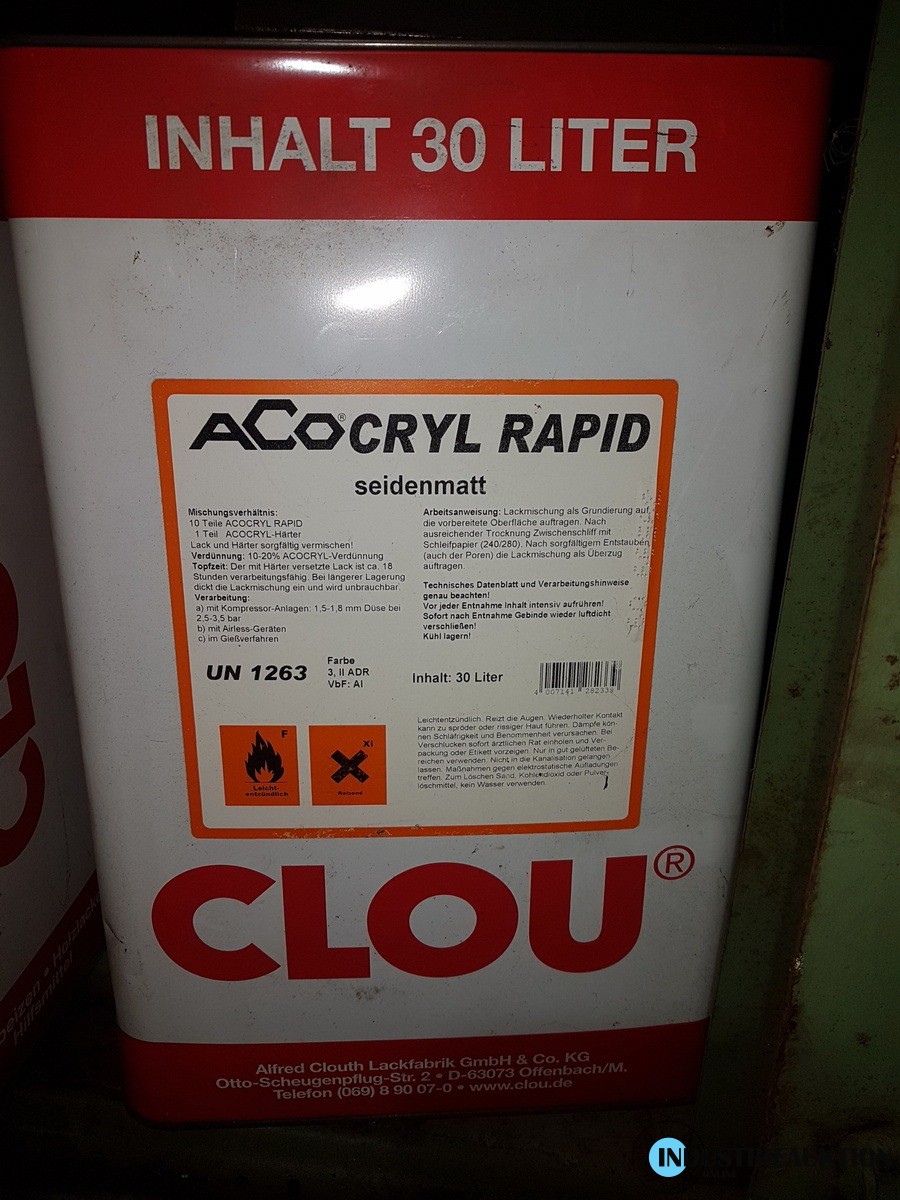 INHALT 30 LITER
ACO®CRYL RAPID
seidenmatt
Mischungsverhältnis:
10 Teile ACOCRYL RAPID
1 Teil ACOCRYL-Härter
Lack und Härter sorgfältig vermischen!
Verdünnung: 10-20% ACOCRYL-Verdünnung
Topfzeit: Der mit Härter versetzte Lack ist ca. 18
Stunden verarbeitungsfähig. Bei längerer Lagerung
dickt die Lackmischung ein und wird unbrauchbar.
Verarbeitung:
a) mit Kompressor-Anlagen: 1,5-1,8 mm Düse bei
2,5-3,5 bar
b) mit Airless-Geräten
c) im Gießverfahren
Arbeitsanweisung: Lackmischung als Grundierung auf
die vorbereitete Oberfläche auftragen. Nach
ausreichender Trocknung Zwischenschliff mit
Schleifpapier (240/280). Nach sorgfältigem Entstauben
(auch der Poren) die Lackmischung als Überzug
auftragen.
Technisches Datenblatt und Verarbeitungshinweise
genau beachten!
Vor jeder Entnahme Inhalt intensiv aufrühren!
Sofort nach Entnahme Gebinde wieder luftdicht
verschließen!
Kühl lagern!
UN 1263
Farbe
3, II ADR
VbF: AI
Inhalt: 30 Liter
4 007141 282339
F
Leicht-
entzündlich
Xi
Reizend
Leichtentzündlich. Reizt die Augen. Wiederholter Kontakt
kann zu spröder oder rissiger Haut führen. Dämpfe kön-
nen Schläfrigkeit und Benommenheit verursachen. Bei
Verschlucken sofort ärztlichen Rat einholen und Ver-
packung oder Etikett vorzeigen. Nur in gut gelüfteten Be-
reichen verwenden. Nicht in die Kanalisation gelangen
lassen. Maßnahmen gegen elektrostatische Aufladungen
treffen. Zum Löschen Sand, Kohlendioxid oder Pulver-
löschmittel, kein Wasser verwenden.
CLOU®
Alfred Clouth Lackfabrik GmbH & Co. KG
Otto-Scheugenpflug-Str. 2 • D-63073 Offenbach/M.
Telefon (069) 8 90 07-0 • www.clou.de
Beizen • Holzlacke
Hilfsmittel